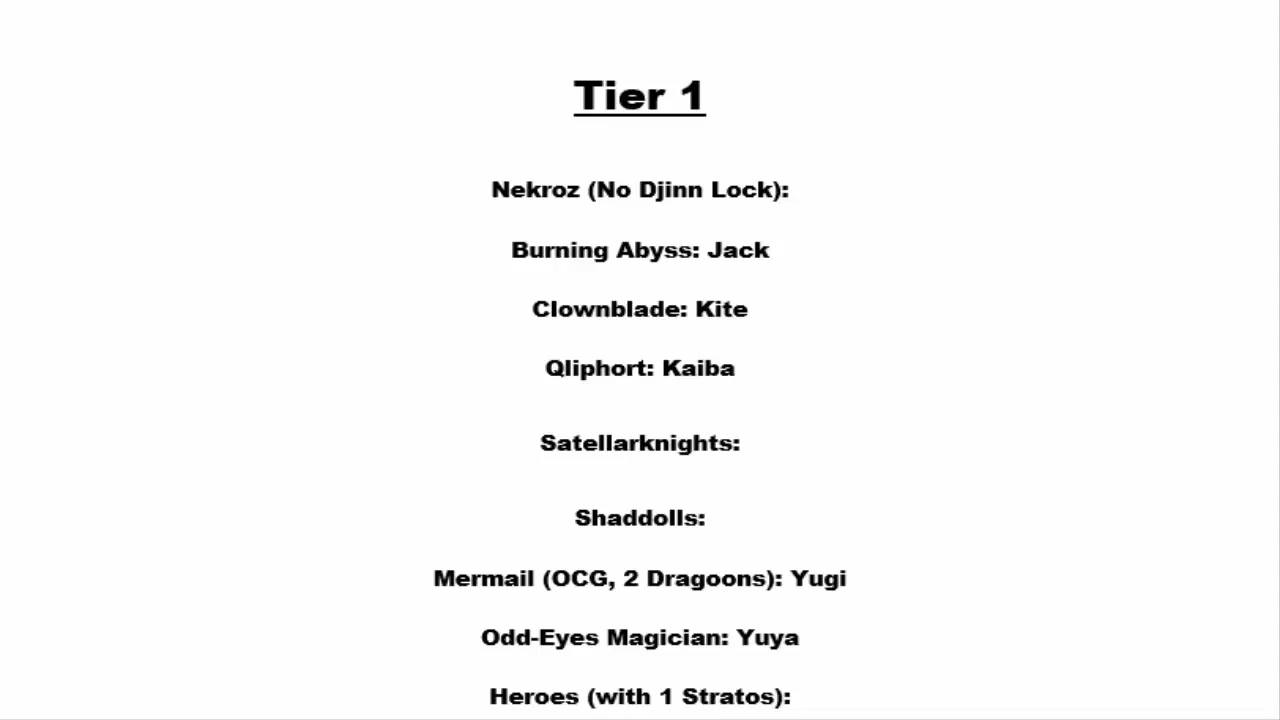 Tier 1
Nekroz (No Djinn Lock):
Burning Abyss: Jack
Clownblade: Kite
Qliphort: Kaiba
Satellarknights:
Shaddolls:
Mermail (OCG, 2 Dragoons): Yugi
Odd-Eyes Magician: Yuya
Heroes (with 1 Stratos):